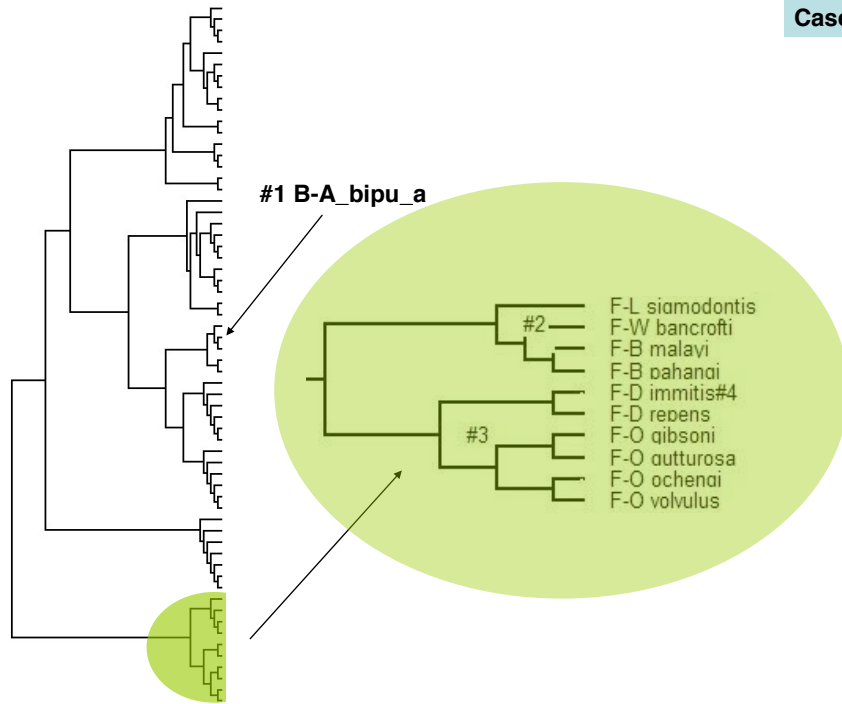 Case
#1 B-A_bipu_a
F-L sigmodontis
#2
F-W bancrofti
F-B malayi
F-B pahangi
F-D immitis#4
F-D repens
#3
F-O gibsoni
F-O gutturosa
F-O ochengi
F-O volvulus